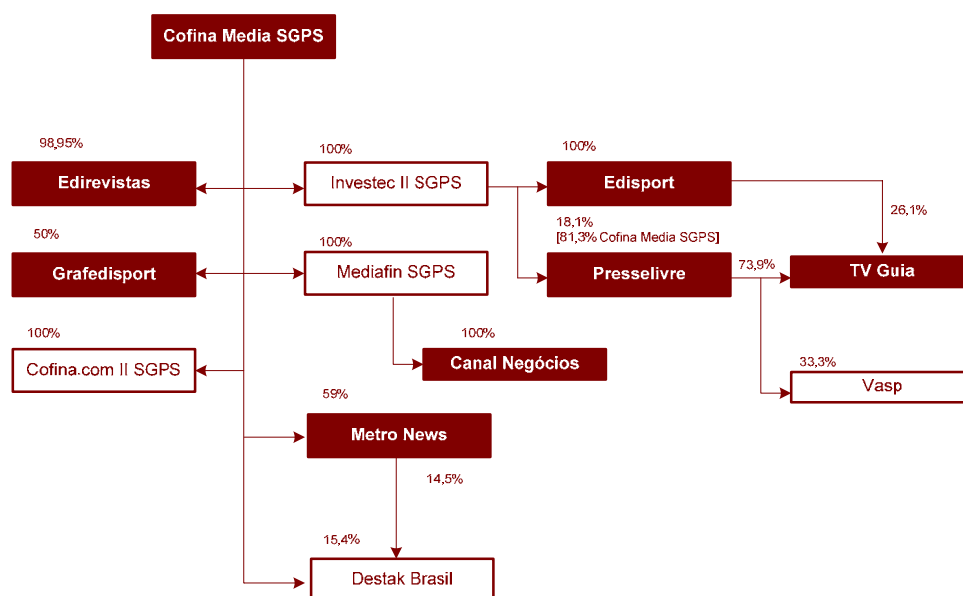 Cofina Media SGPS
98,95%
100%
100%
Edirevistas
Investec II SGPS
Edisport
26,1%
18,1%
[81,3% Cofina Media SGPS]
50%
100%
Grafedisport
Mediafin SGPS
Presselivre
73,9%
TV Guia
100%
100%
Cofina.com II SGPS
Canal Negócios
33,3%
Vasp
59%
Metro News
14,5%
15,4%
Destak Brasil